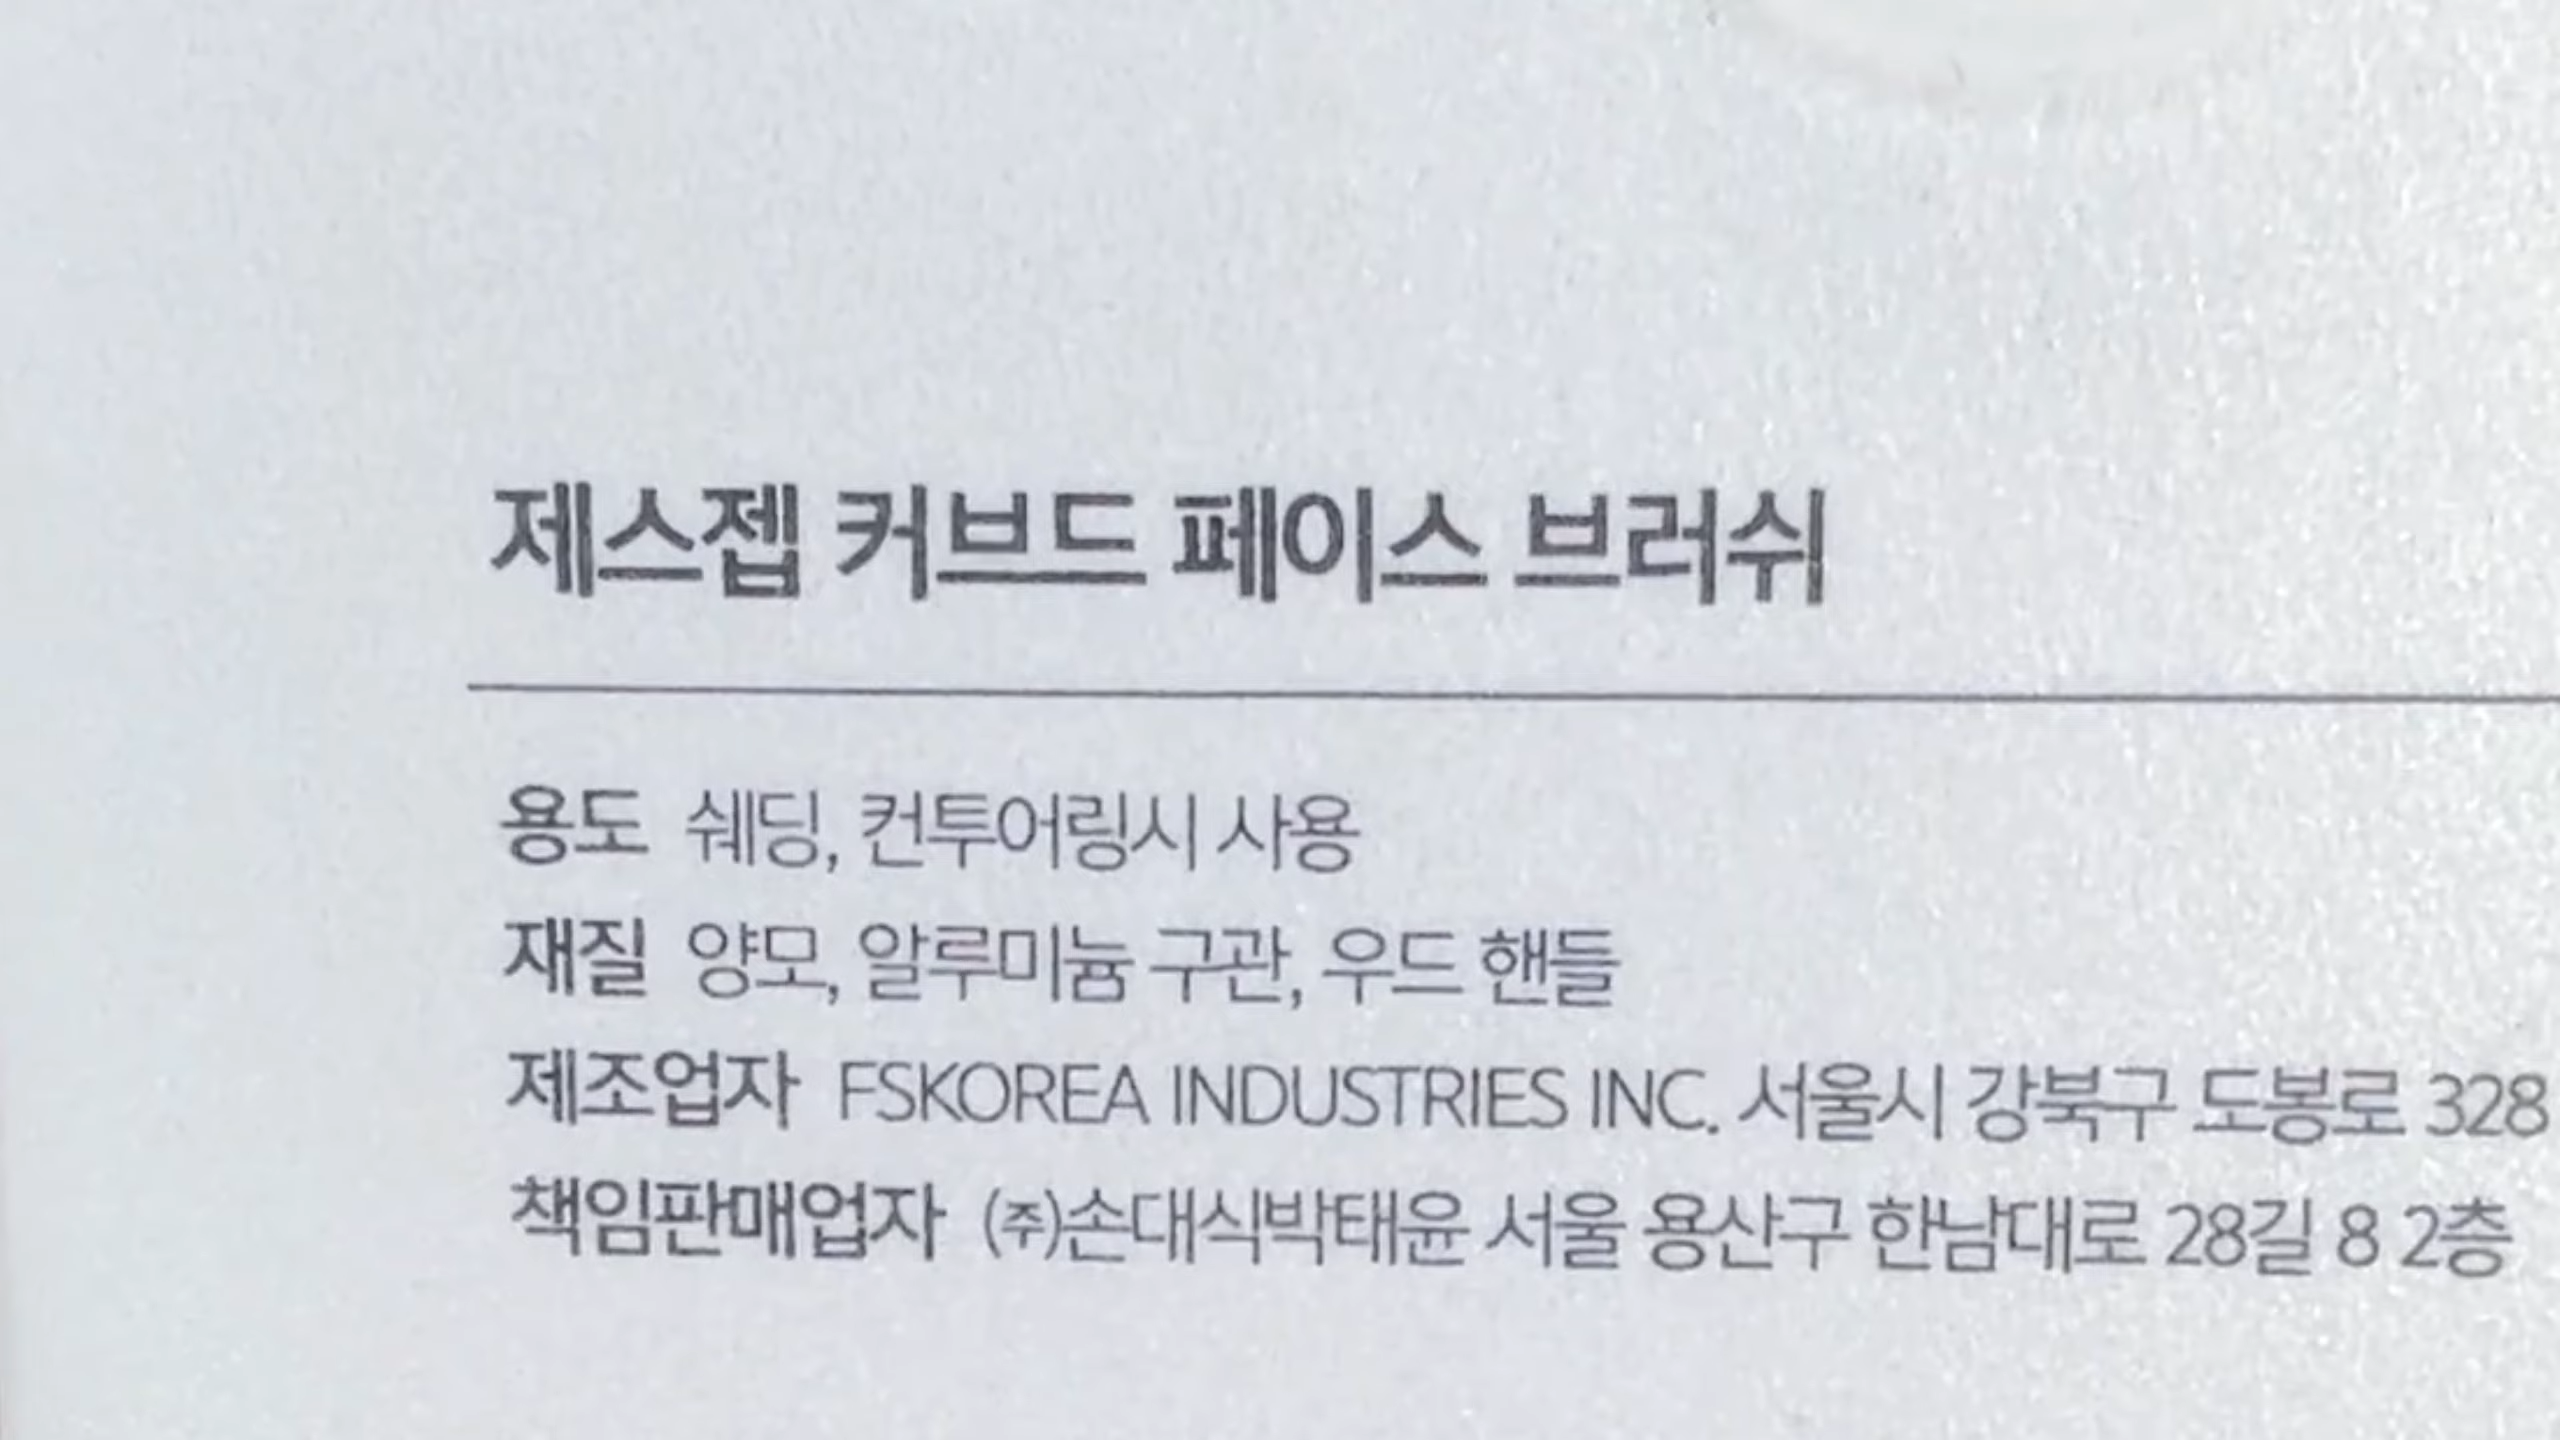 제스젭 커브드 페이스 브러쉬
용도 쉐딩, 컨투어링시 사용
재질 양모, 알루미늄 구관, 우드 핸들
제조업자 FSKOREA INDUSTRIES INC. 서울시 강북구 도봉로 328
책임판매업자 ㈜손대식박태윤 서울 용산구 한남대로 28길 8 2층